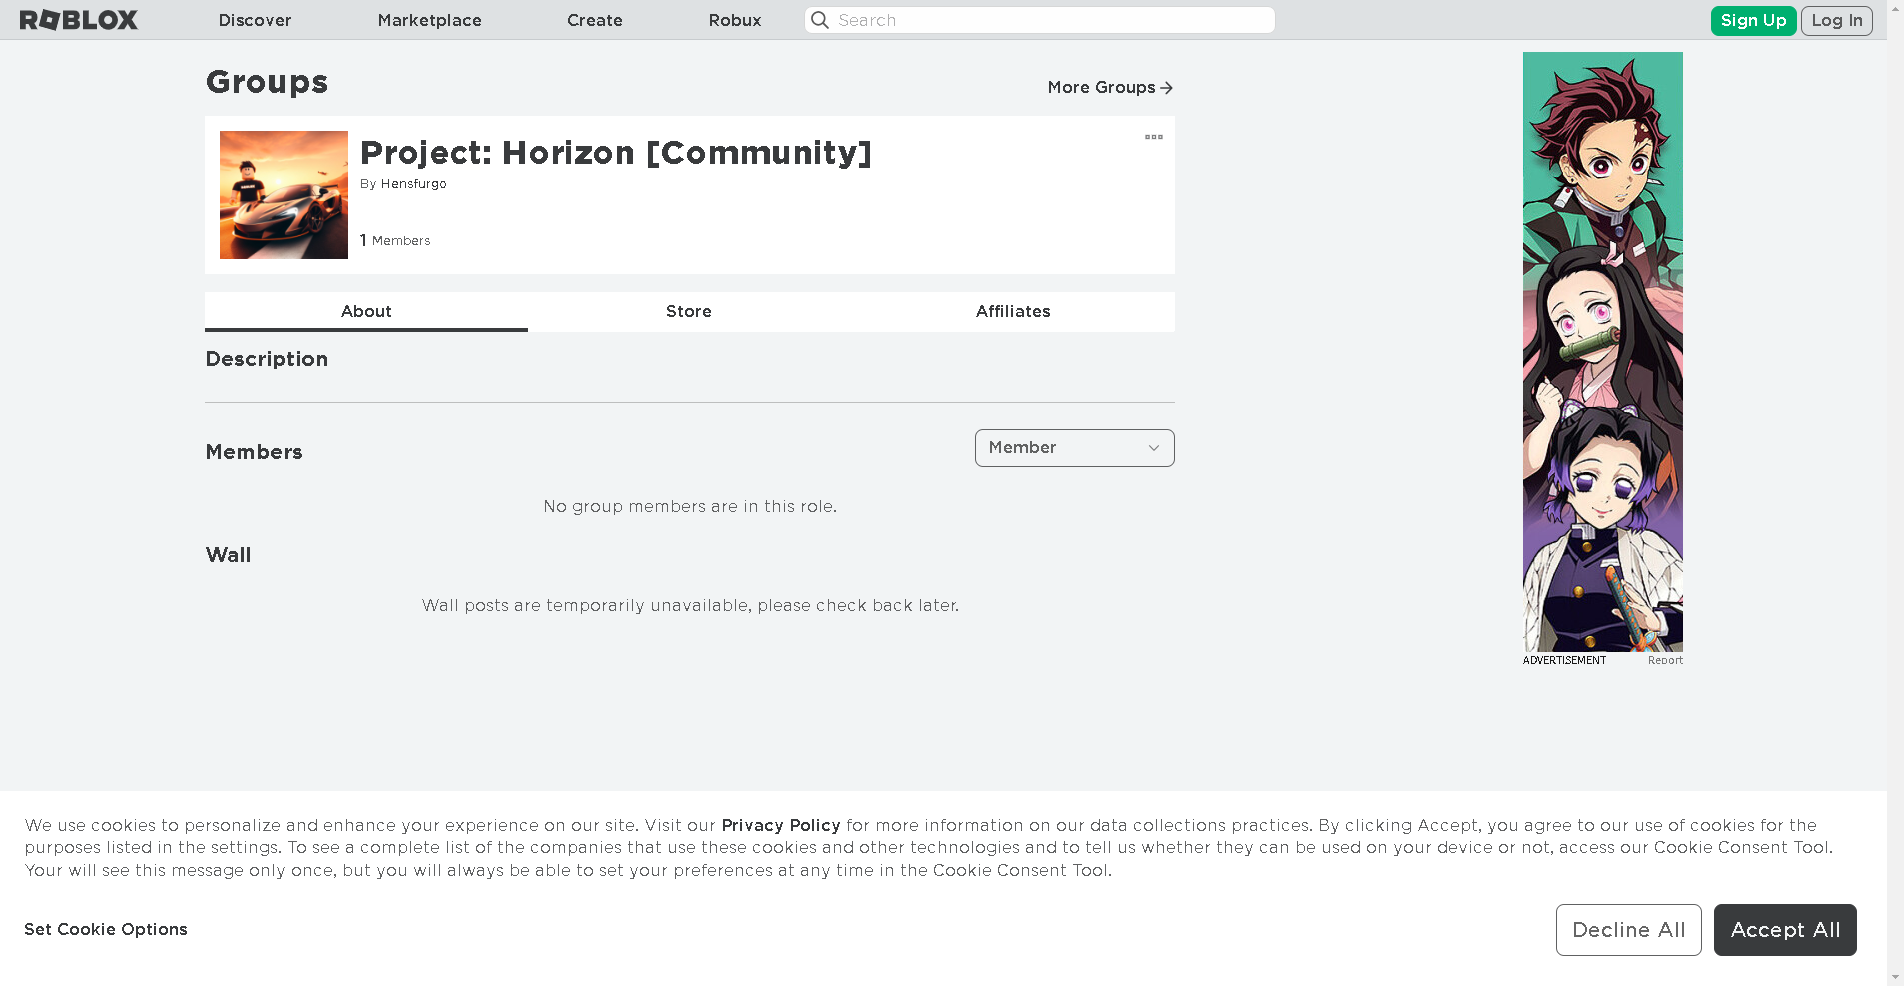 ROBLOX Discover Marketplace Create Robux Search Sign Up Log In
Groups
More Groups
Project: Horizon [Community]
By Hensfurgo
1 Members
About Store Affiliates
Description
Members
Member
No group members are in this role.
Wall
Wall posts are temporarily unavailable, please check back later.
ADVERTISEMENT Report
We use cookies to personalize and enhance your experience on our site. Visit our Privacy Policy for more information on our data collections practices. By clicking Accept, you agree to our use of cookies for the
purposes listed in the settings. To see a complete list of the companies that use these cookies and other technologies and to tell us whether they can be used on your device or not, access our Cookie Consent Tool.
Your will see this message only once, but you will always be able to set your preferences at any time in the Cookie Consent Tool.
Set Cookie Options
Decline All
Accept All